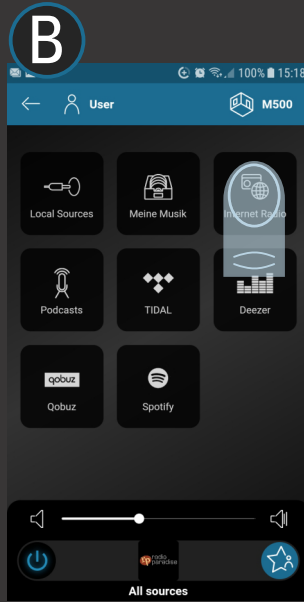 B
100% 15:18
User
M500
Local Sources
Meine Musik
Internet Radio
Podcasts
TIDAL
Deezer
qobuz
Qobuz
Spotify
radio
paradise
All sources